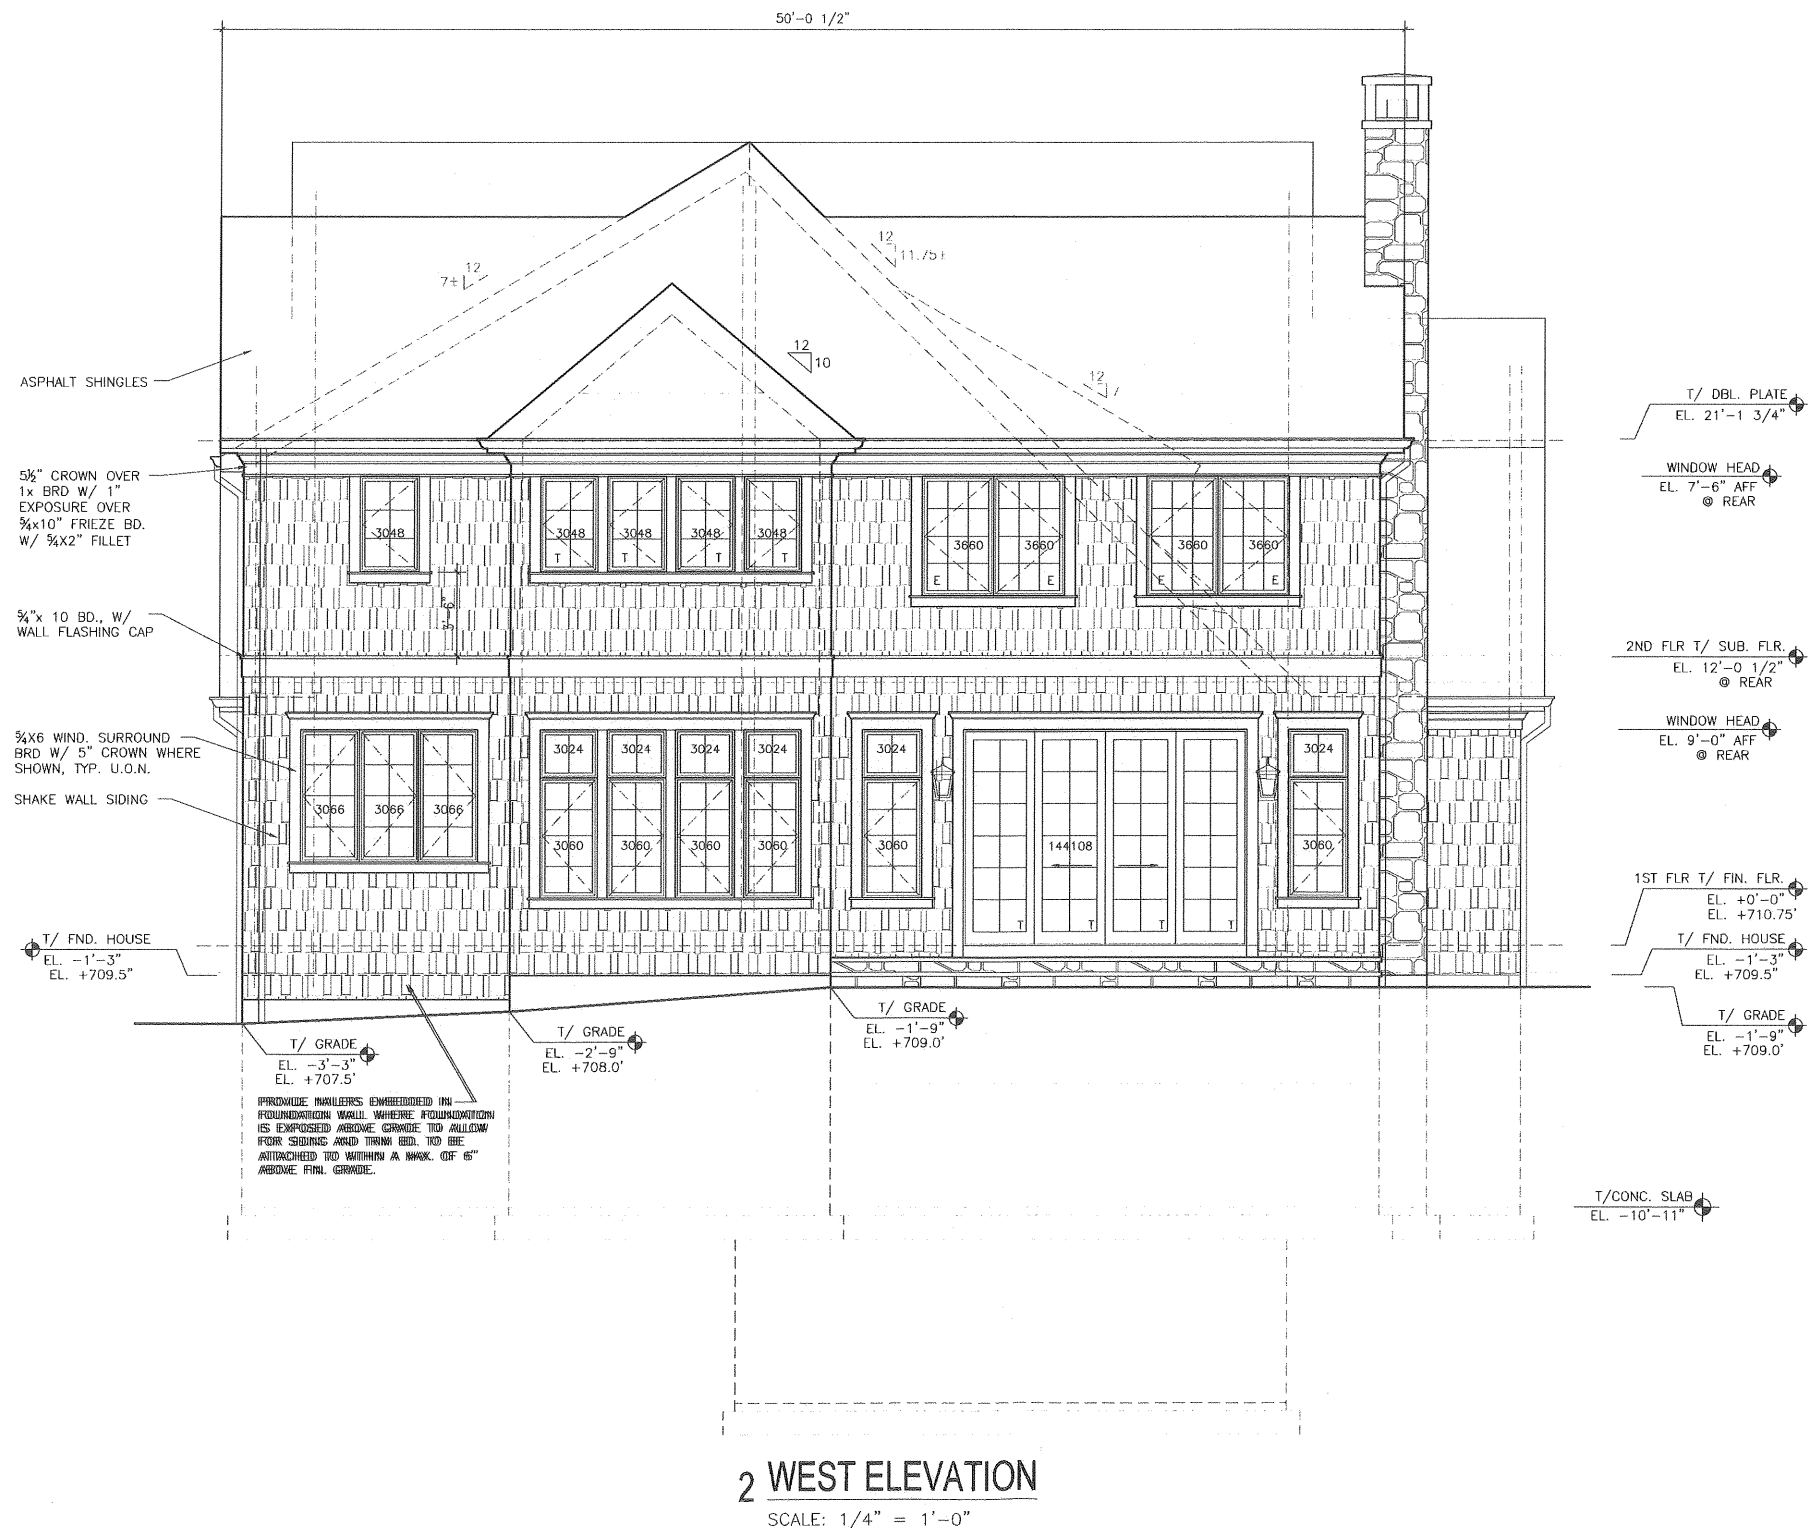 50'-0 1/2"
12
11.75±
12
7±
12
10
12
7
ASPHALT SHINGLES
5½" CROWN OVER
1x BRD W/ 1"
EXPOSURE OVER
5/4x10" FRIEZE BD.
W/ 5/4X2" FILLET
5/4"x 10 BD., W/
WALL FLASHING CAP
5/4X6 WIND. SURROUND
BRD W/ 5" CROWN WHERE
SHOWN, TYP. U.O.N.
SHAKE WALL SIDING
T/ FND. HOUSE
EL. -1'-3"
EL. +709.5"
T/ DBL. PLATE
EL. 21'-1 3/4"
WINDOW HEAD
EL. 7'-6" AFF
@ REAR
2ND FLR T/ SUB. FLR.
EL. 12'-0 1/2"
@ REAR
WINDOW HEAD
EL. 9'-0" AFF
@ REAR
1ST FLR T/ FIN. FLR.
EL. +0'-0"
EL. +710.75'
T/ FND. HOUSE
EL. -1'-3"
EL. +709.5"
T/ GRADE
EL. -1'-9"
EL. +709.0'
T/CONC. SLAB
EL. -10'-11"
3048 3048 3048 3048 3048
T T T T
3660 3660 3660 3660
E E E E
3'-6"
3024 3024 3024 3024 3024 3024
3066 3066 3066
3060 3060 3060 3060 3060 144108 3060
T T T T
T/ GRADE
EL. -1'-9"
EL. +709.0'
T/ GRADE
EL. -2'-9"
EL. +708.0'
T/ GRADE
EL. -3'-3"
EL. +707.5'
PROVIDE NAILERS EMBEDDED IN
FOUNDATION WALL WHERE FOUNDATION
IS EXPOSED ABOVE GRADE TO ALLOW
FOR SIDING AND TRIM BD. TO BE
ATTACHED TO WITHIN A MAX. OF 6"
ABOVE FIN. GRADE.
2 WEST ELEVATION
SCALE: 1/4" = 1'-0"